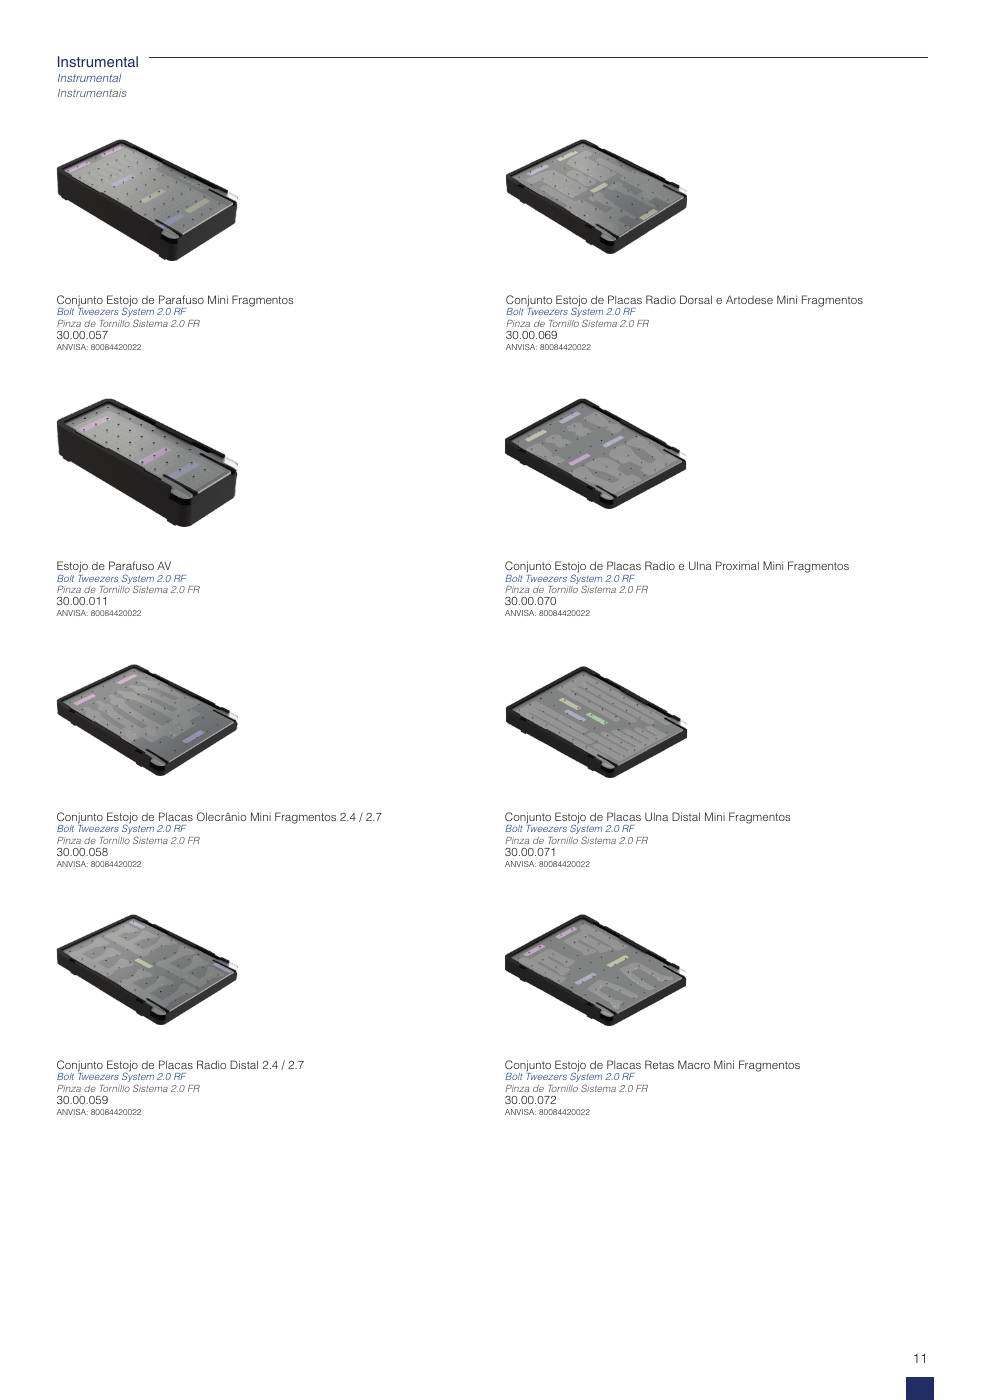 Instrumental
Instrumental
Instrumentais
Conjunto Estojo de Parafuso Mini Fragmentos
Bolt Tweezers System 2.0 RF
Pinza de Tornillo Sistema 2.0 FR
30.00.057
ANVISA: 80084420022
Conjunto Estojo de Placas Radio Dorsal e Artodese Mini Fragmentos
Bolt Tweezers System 2.0 RF
Pinza de Tornillo Sistema 2.0 FR
30.00.069
ANVISA: 80084420022
Estojo de Parafuso AV
Bolt Tweezers System 2.0 RF
Pinza de Tornillo Sistema 2.0 FR
30.00.011
ANVISA: 80084420022
Conjunto Estojo de Placas Radio e Ulna Proximal Mini Fragmentos
Bolt Tweezers System 2.0 RF
Pinza de Tornillo Sistema 2.0 FR
30.00.070
ANVISA: 80084420022
Conjunto Estojo de Placas Olecrânio Mini Fragmentos 2.4 / 2.7
Bolt Tweezers System 2.0 RF
Pinza de Tornillo Sistema 2.0 FR
30.00.058
ANVISA: 80084420022
Conjunto Estojo de Placas Ulna Distal Mini Fragmentos
Bolt Tweezers System 2.0 RF
Pinza de Tornillo Sistema 2.0 FR
30.00.071
ANVISA: 80084420022
Conjunto Estojo de Placas Radio Distal 2.4 / 2.7
Bolt Tweezers System 2.0 RF
Pinza de Tornillo Sistema 2.0 FR
30.00.059
ANVISA: 80084420022
Conjunto Estojo de Placas Retas Macro Mini Fragmentos
Bolt Tweezers System 2.0 RF
Pinza de Tornillo Sistema 2.0 FR
30.00.072
ANVISA: 80084420022
11